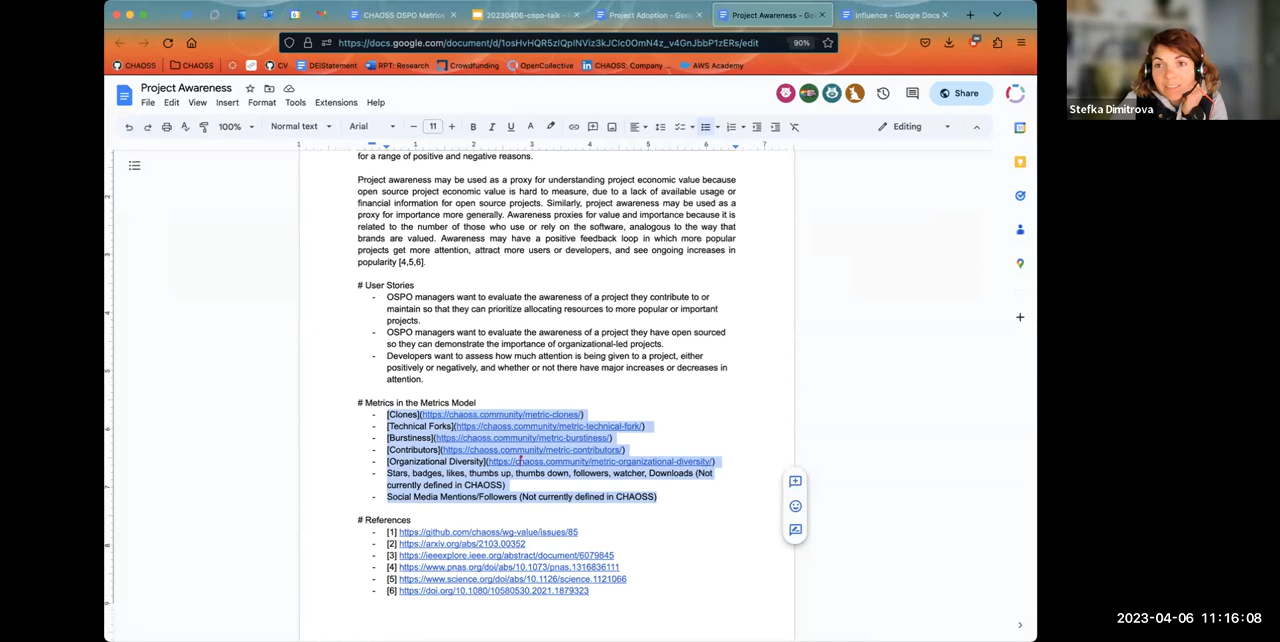 CHAOSS OSPO Metrics
20230406-ospo-talk -
Project Adoption - Goo
Project Awareness - Go
Influence - Google Docs
https://docs.google.com/document/d/1osHvHQR5zIQpINViz3kJClc0OmN4z_v4GnJbbP1zERs/edit
90%
CHAOSS
CHAOSS
CV
DEIStatement
RPT: Research
Crowdfunding
OpenCollective
CHAOSS: Company ...
AWS Academy
Stefka Dimitrova
Project Awareness
File Edit View Insert Format Tools Extensions Help
Share
100%
Normal text
Arial
11
Editing
for a range of positive and negative reasons.
Project awareness may be used as a proxy for understanding project economic value because
open source project economic value is hard to measure, due to a lack of available usage or
financial information for open source projects. Similarly, project awareness may be used as a
proxy for importance more generally. Awareness proxies for value and importance because it is
related to the number of those who use or rely on the software, analogous to the way that
brands are valued. Awareness may have a positive feedback loop in which more popular
projects get more attention, attract more users or developers, and see ongoing increases in
popularity [4,5,6].
# User Stories
- OSPO managers want to evaluate the awareness of a project they contribute to or
maintain so that they can prioritize allocating resources to more popular or important
projects.
- OSPO managers want to evaluate the awareness of a project they have open sourced
so they can demonstrate the importance of organizational-led projects.
- Developers want to assess how much attention is being given to a project, either
positively or negatively, and whether or not there have major increases or decreases in
attention.
# Metrics in the Metrics Model
- [Clones](https://chaoss.community/metric-clones/)
- [Technical Forks](https://chaoss.community/metric-technical-fork/)
- [Burstiness](https://chaoss.community/metric-burstiness/)
- [Contributors](https://chaoss.community/metric-contributors/)
- [Organizational Diversity](https://chaoss.community/metric-organizational-diversity/)
- Stars, badges, likes, thumbs up, thumbs down, followers, watcher, Downloads (Not
currently defined in CHAOSS)
- Social Media Mentions/Followers (Not currently defined in CHAOSS)
# References
- [1] https://github.com/chaoss/wg-value/issues/85
- [2] https://arxiv.org/abs/2103.00352
- [3] https://ieeexplore.ieee.org/abstract/document/6079845
- [4] https://www.pnas.org/doi/abs/10.1073/pnas.1316836111
- [5] https://www.science.org/doi/abs/10.1126/science.1121066
- [6] https://doi.org/10.1080/10580530.2021.1879323
2023-04-06 11:16:08